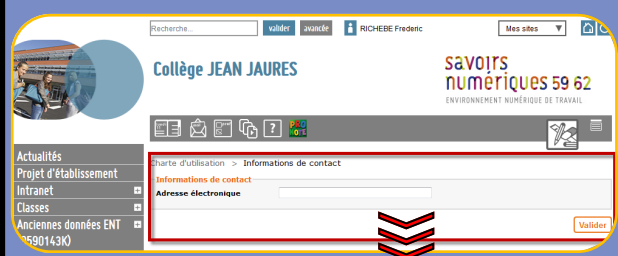 Recherche... valider avancée RICHEBE Frederic Mes sites
Collège JEAN JAURES
savoirs
numériques 59 62
ENVIRONNEMENT NUMÉRIQUE DE TRAVAIL
?
PRO
NOTE
Actualités
Projet d'établissement
Intranet
Classes
Anciennes données ENT
0590143K)
Charte d'utilisation > Informations de contact
Informations de contact
Adresse électronique
Valider